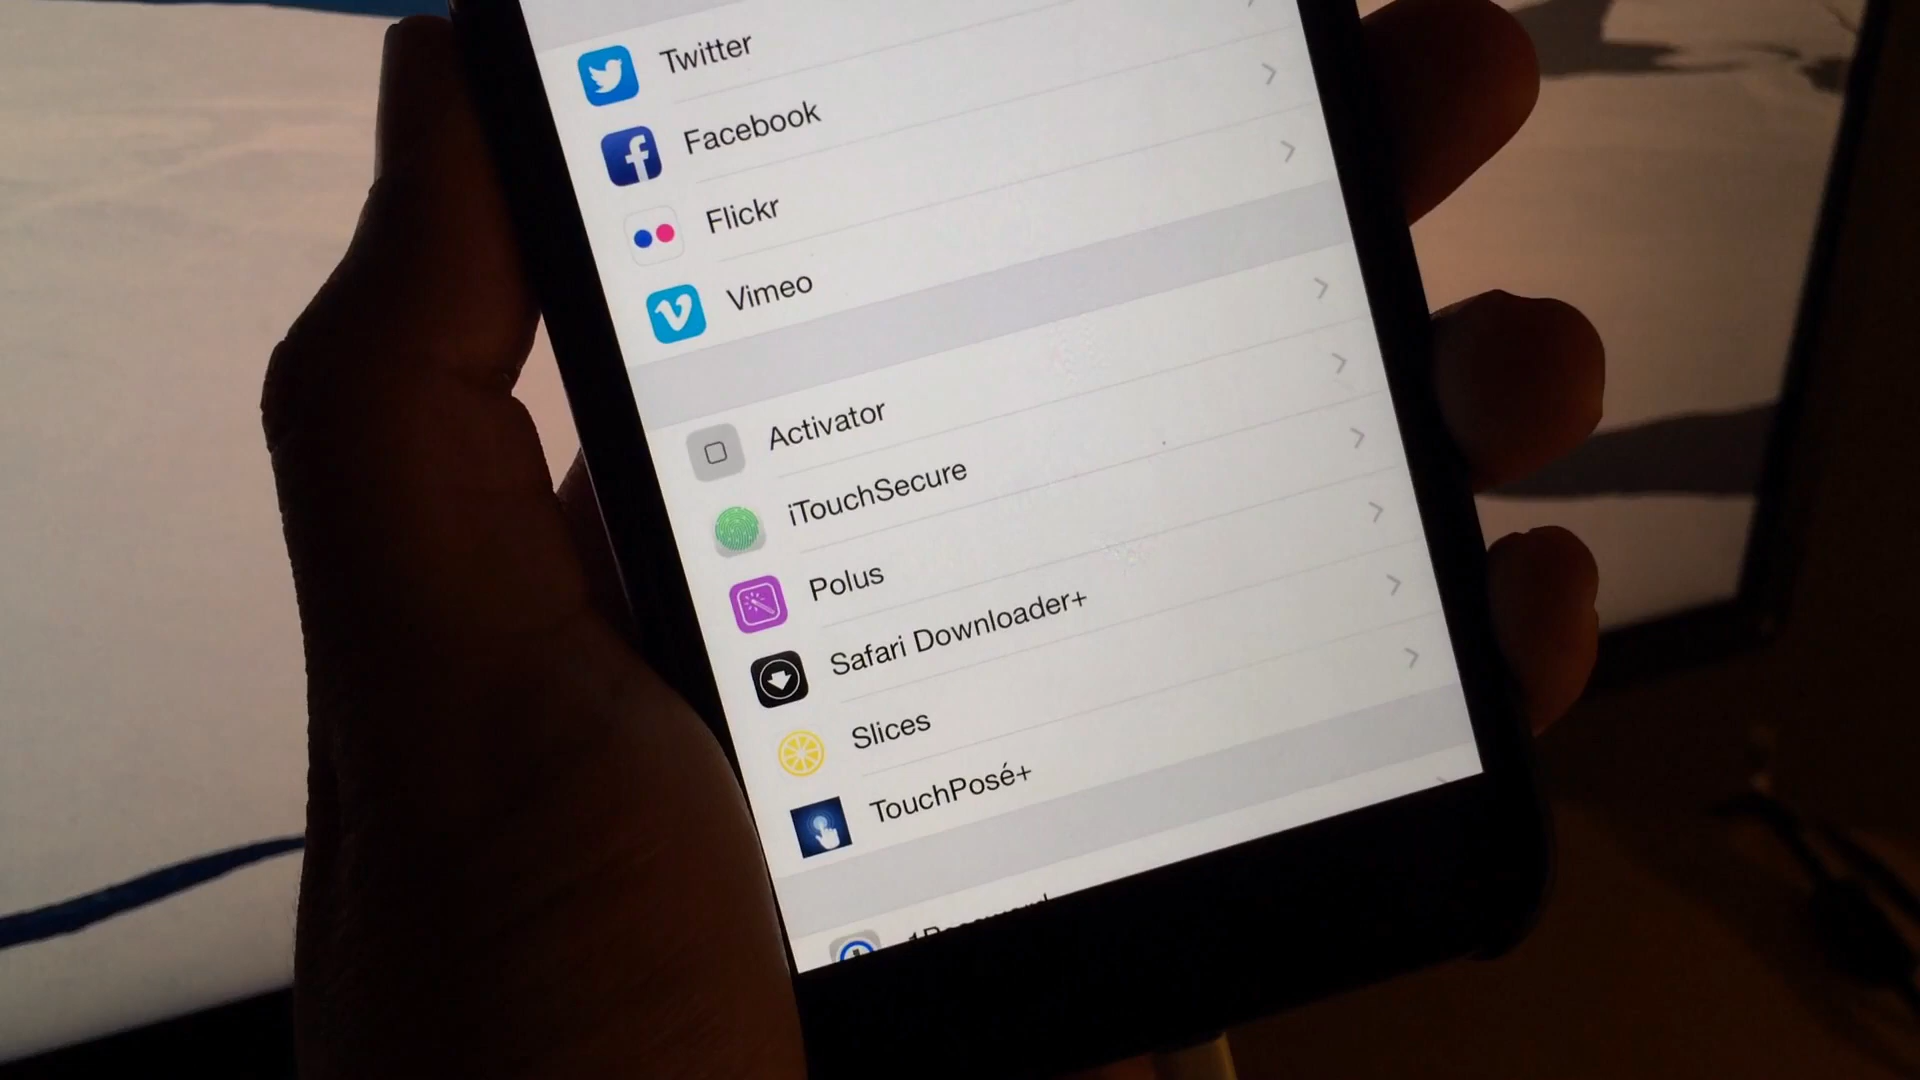 Twitter
Facebook
Flickr
Vimeo
Activator
iTouchSecure
Polus
Safari Downloader+
Slices
TouchPosé+